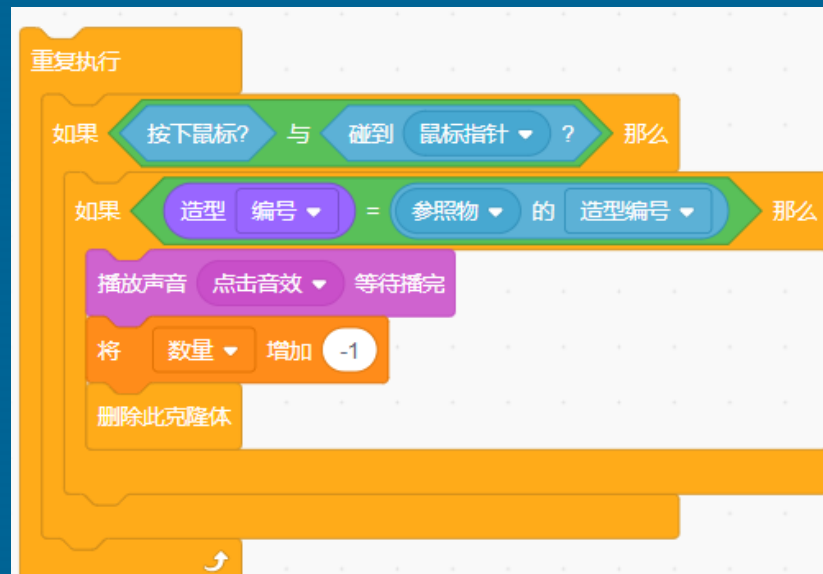 重复执行
如果 按下鼠标? 与 碰到 鼠标指针 ? 那么
如果 造型 编号 = 参照物 的 造型编号 那么
播放声音 点击音效 等待播完
将 数量 增加 -1
删除此克隆体